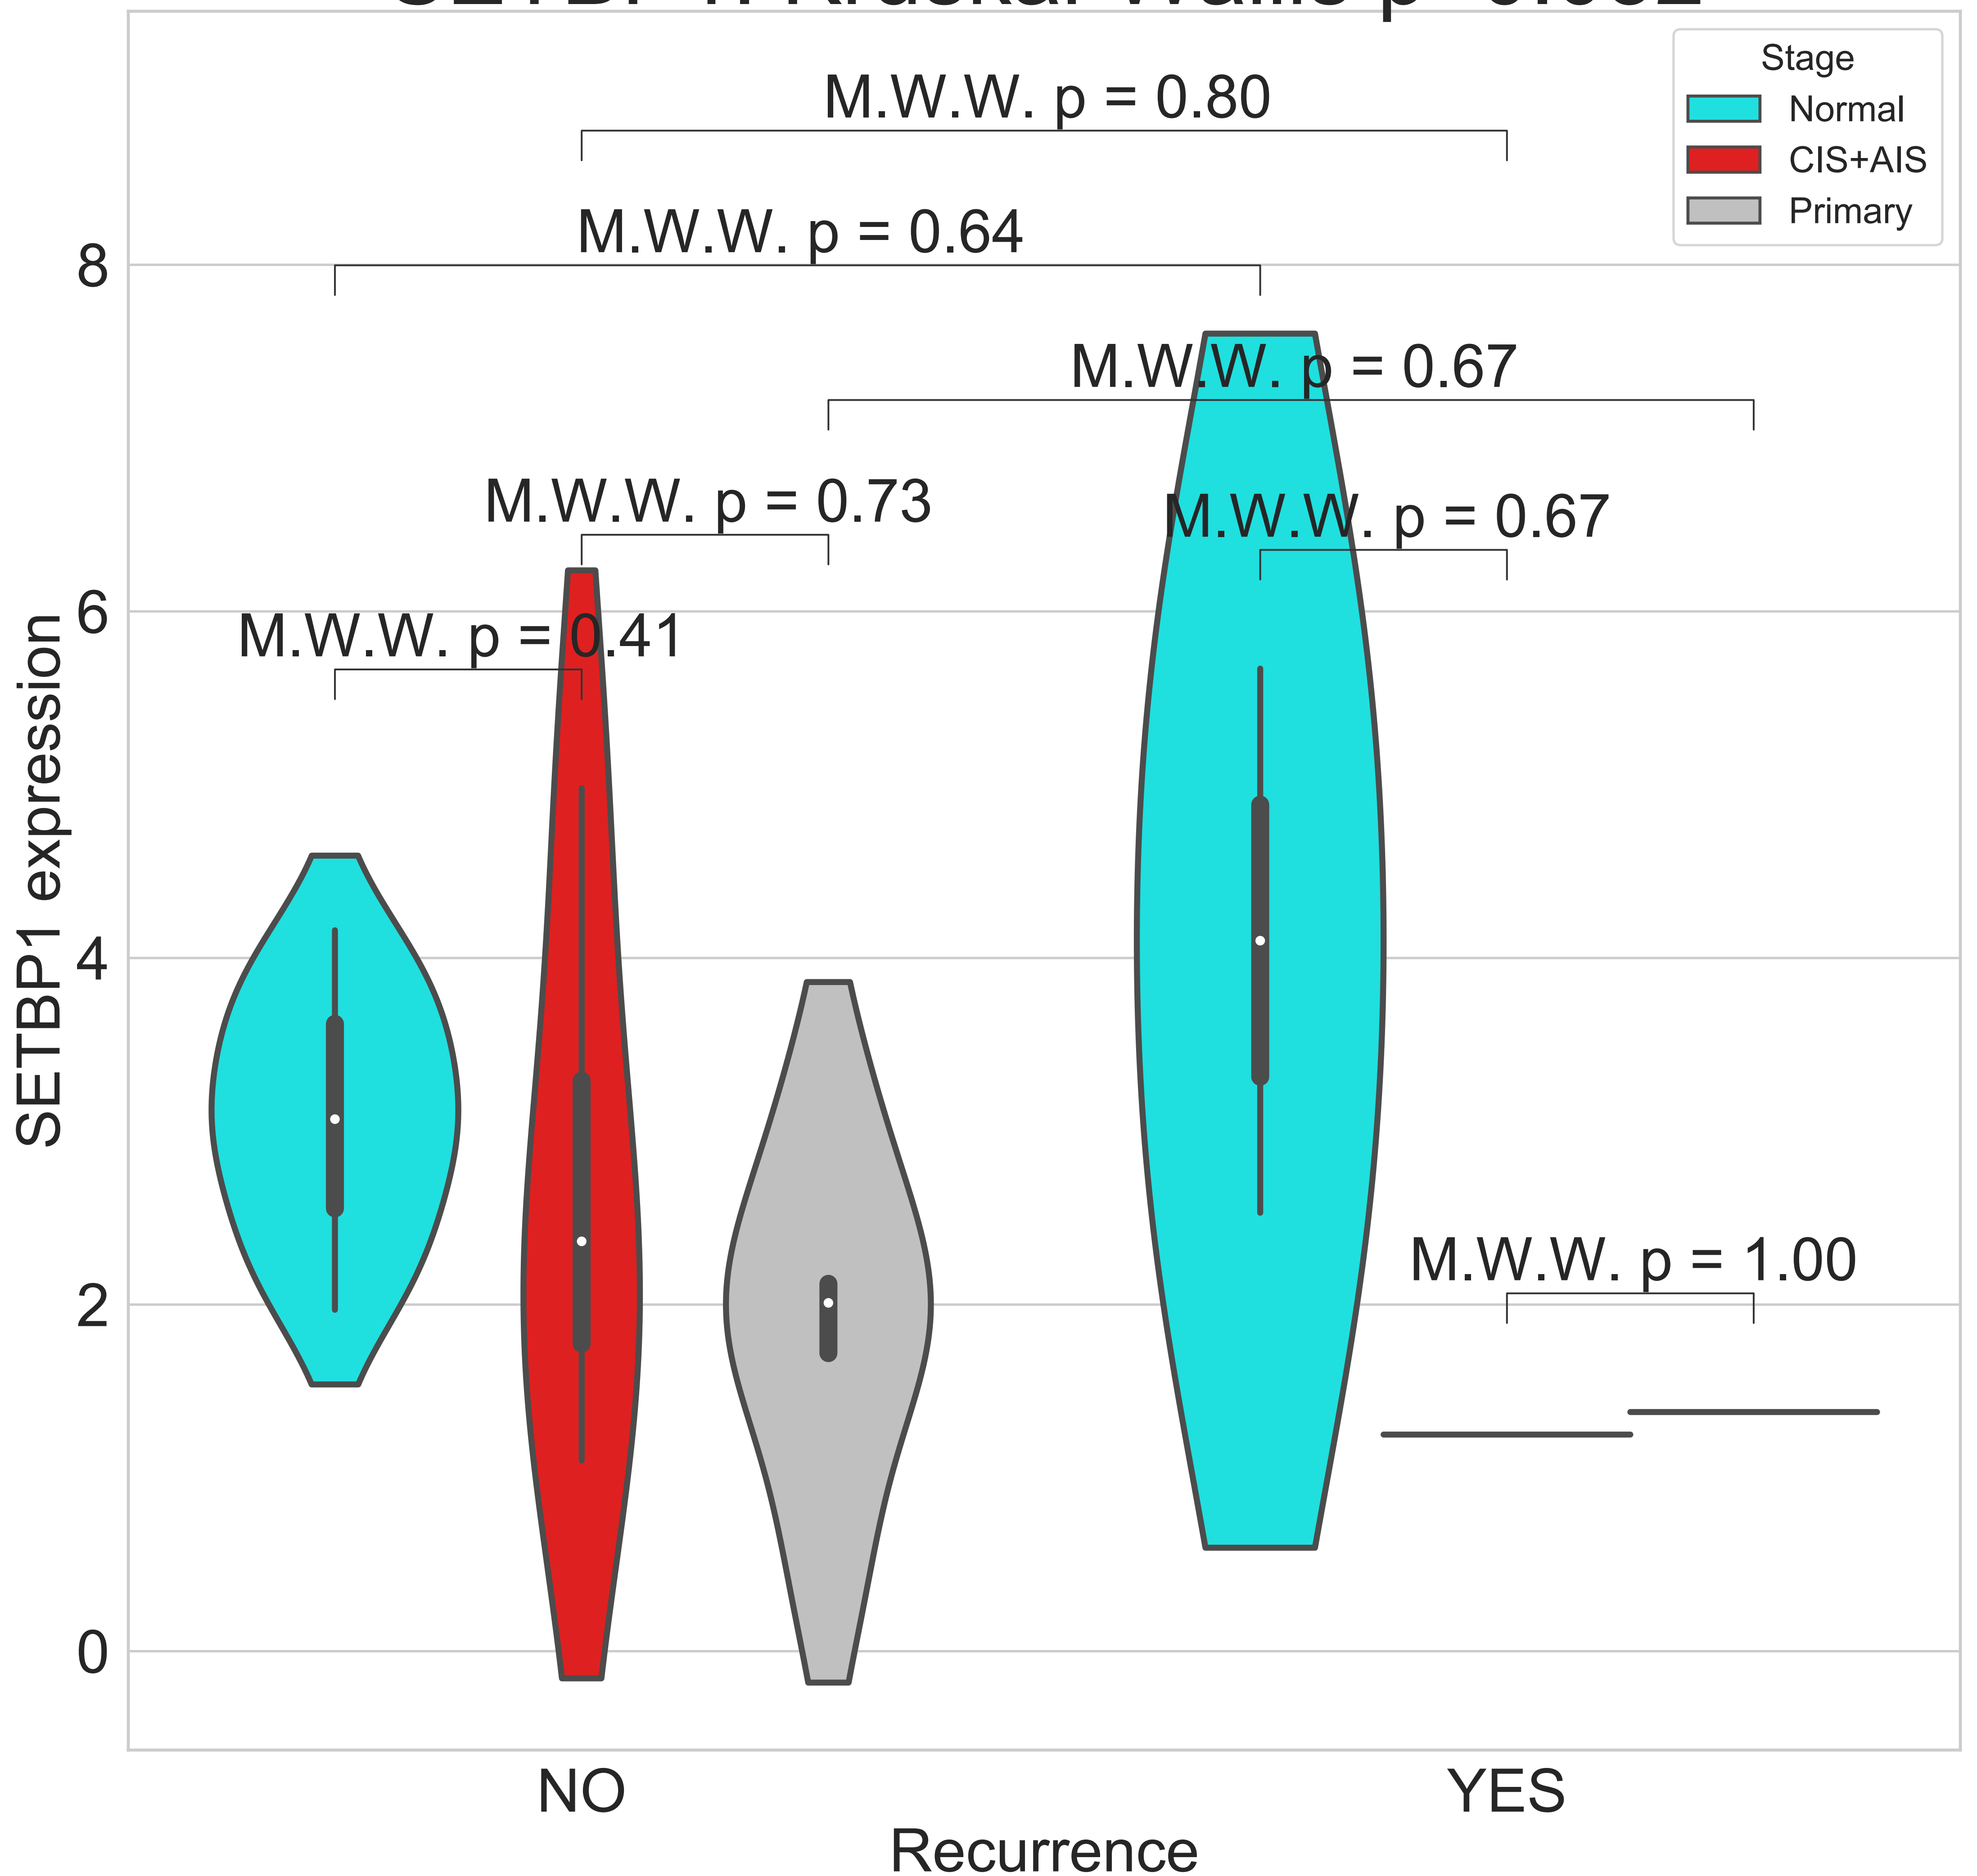 Stage
Normal
CIS+AIS
Primary
M.W.W. p = 0.80
M.W.W. p = 0.64
M.W.W. p = 0.67
M.W.W. p = 0.73
M.W.W. p = 0.67
M.W.W. p = 0.41
M.W.W. p = 1.00
8
6
4
2
0
SETBP1 expression
NO
YES
Recurrence